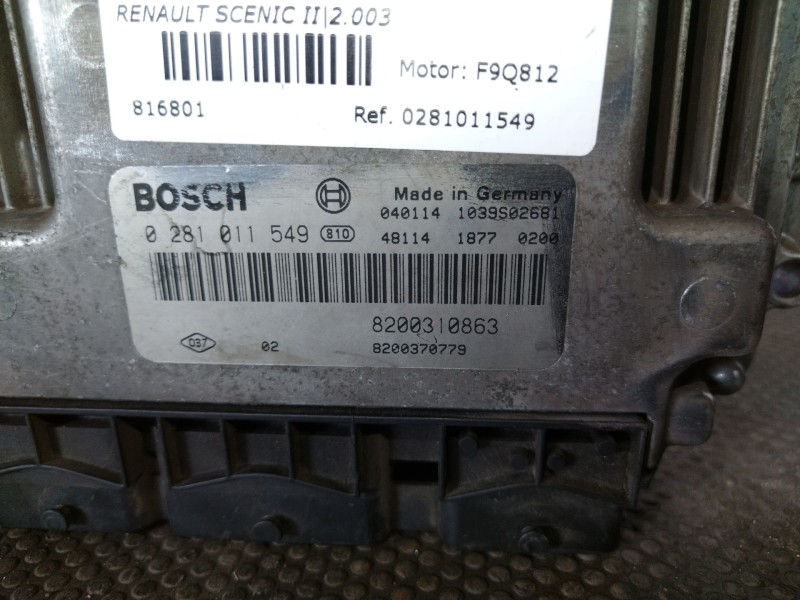 RENAULT SCENIC II|2.003
Motor: F9Q812
816801
Ref. 0281011549
BOSCH
Made in Germany
040114 1039S02681
0 281 011 549 810
48114 1877 0200
8200310863
037 02
8200370779